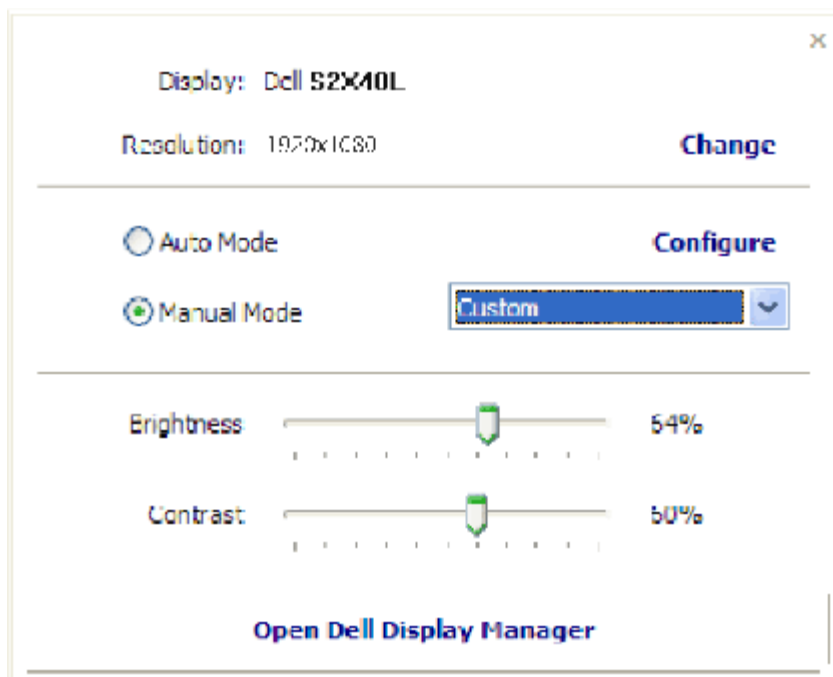 ×
Display: Dell S2X40L
Resolution: 1920x1080 Change
Auto Mode Configure
Manual Mode Custom
Brightness 64%
Contrast 60%
Open Dell Display Manager